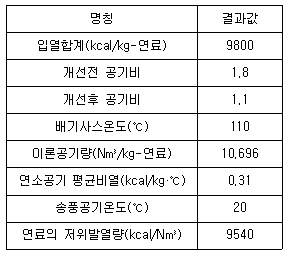 명칭 결과값
입열합계(kcal/kg-연료) 9800
개선전 공기비 1.8
개선후 공기비 1.1
배기사스온도(℃) 110
이론공기량(N㎥/kg-연료) 10,696
연소공기 평균비열(kcal/kg·℃) 0.31
송풍공기온도(℃) 20
연료의 저위발열량(kcal/N㎥) 9540